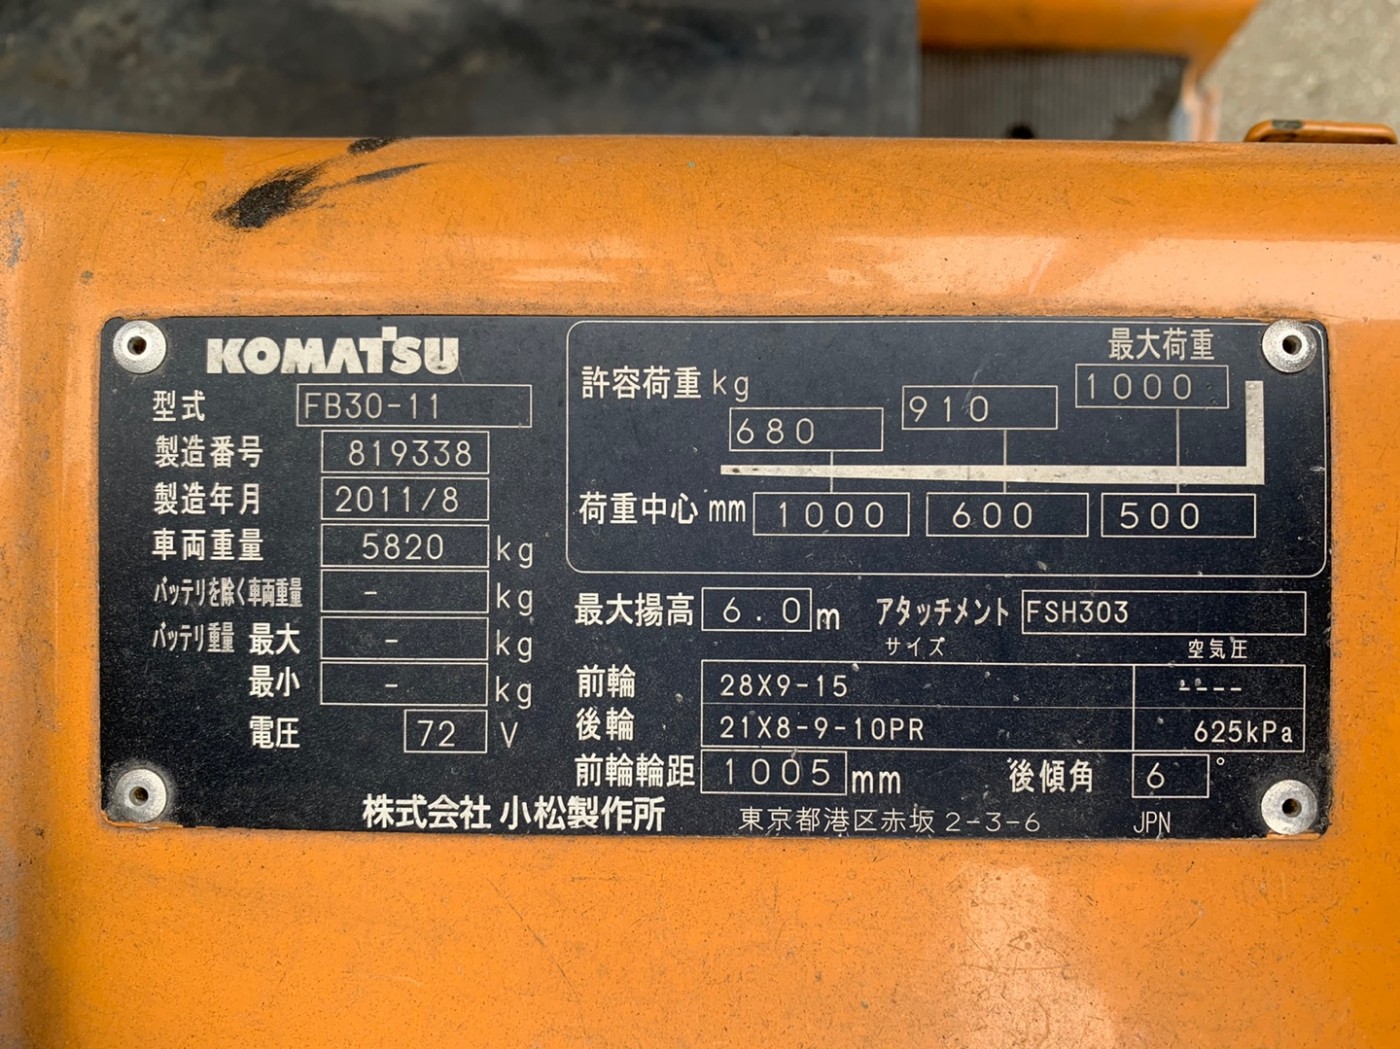 KOMATSU
型式 FB30-11
製造番号 819338
製造年月 2011/8
車両重量 5820 kg
バッテリを除く車両重量 - kg
バッテリ重量 最大 - kg
最小 - kg
電圧 72 V
最大荷重
許容荷重 kg 680 910 1000
荷重中心 mm 1000 600 500
最大揚高 6.0 m アタッチメント FSH303
サイズ 空気圧
前輪 28X9-15 ----
後輪 21X8-9-10PR 625kPa
前輪輪距 1005 mm 後傾角 6 °
株式会社 小松製作所 東京都港区赤坂 2-3-6 JPN